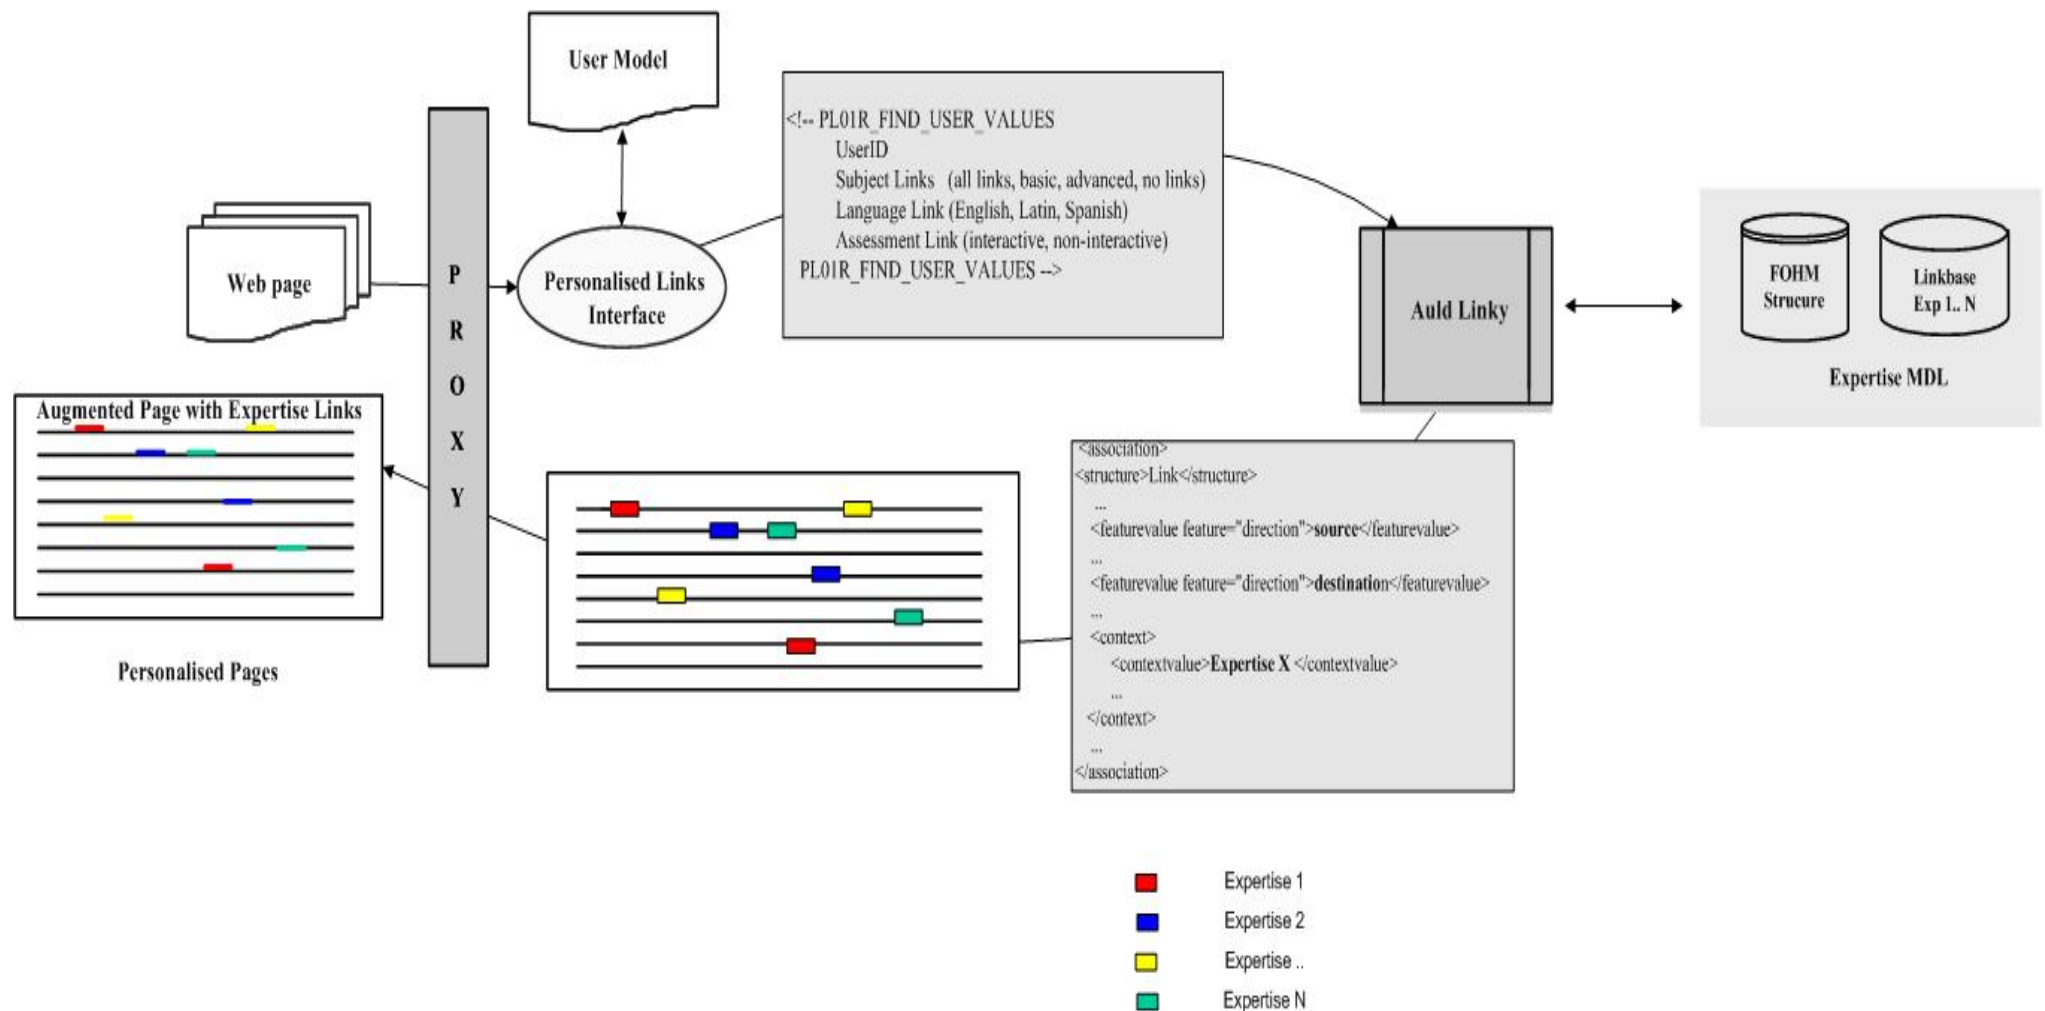 User Model
<!-- PL01R_FIND_USER_VALUES
UserID
Subject Links (all links, basic, advanced, no links)
Language Link (English, Latin, Spanish)
Assessment Link (interactive, non-interactive)
PL01R_FIND_USER_VALUES -->
Web page
P
R
O
X
Y
Personalised Links
Interface
Auld Linky
FOHM
Strucure
Linkbase
Exp 1.. N
Expertise MDL
Augmented Page with Expertise Links
Personalised Pages
<association>
<structure>Link</structure>
...
<featurevalue feature="direction">source</featurevalue>
...
<featurevalue feature="direction">destination</featurevalue>
...
<context>
<contextvalue>Expertise X </contextvalue>
...
</context>
...
</association>
Expertise 1
Expertise 2
Expertise ..
Expertise N